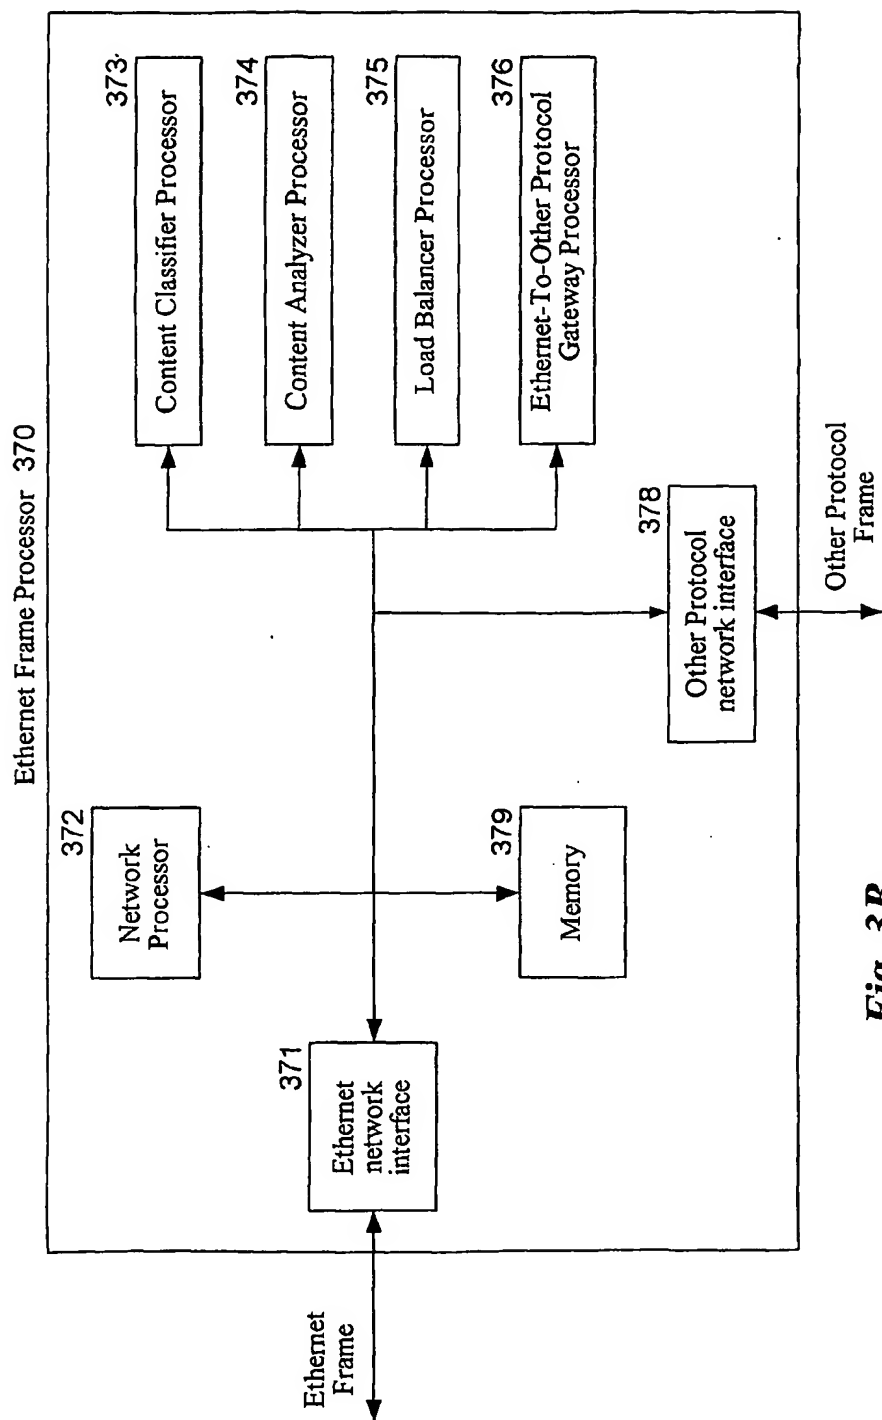 Ethernet Frame Processor 370
372
Network
Processor
373
Content Classifier Processor
374
Content Analyzer Processor
375
Load Balancer Processor
376
Ethernet-To-Other Protocol
Gateway Processor
371
Ethernet
network
interface
Ethernet
Frame
379
Memory
378
Other Protocol
network interface
Other Protocol
Frame
Fig. 3B